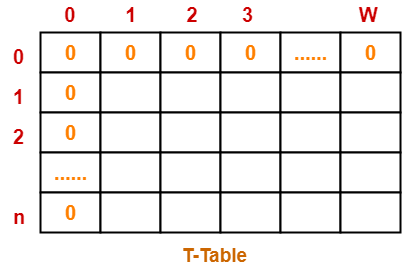 0 1 2 3 W
0 0 0 0 0 ...... 0
1 0
2 0
......
n 0
T-Table